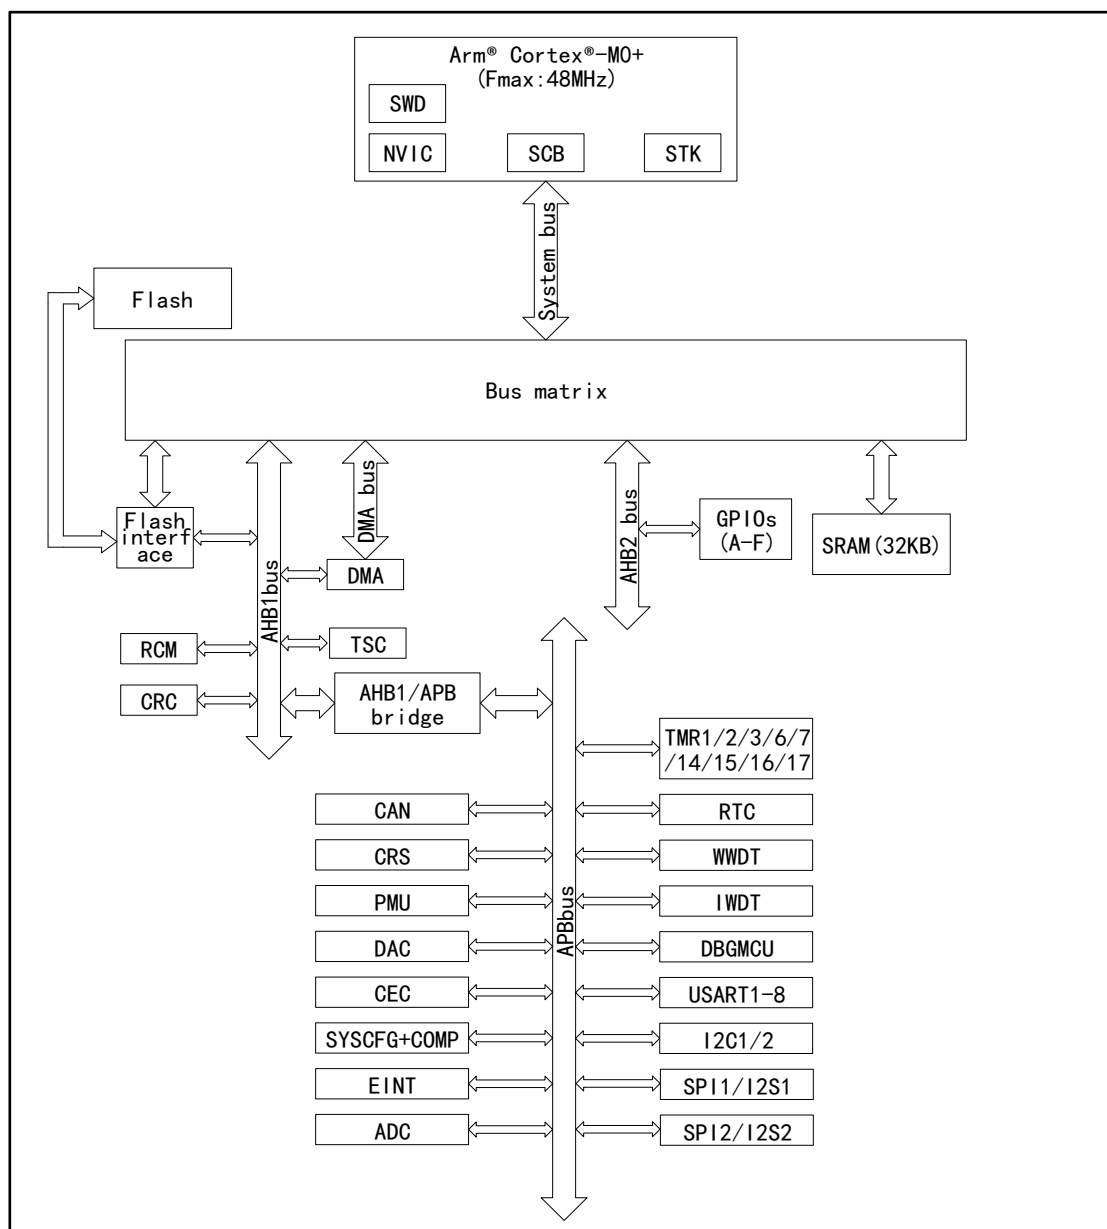 Arm® Cortex®-M0+
(Fmax:48MHz)
SWD
NVIC
SCB
STK
System bus
Flash
Bus matrix
Flash
interf
ace
DMA bus
DMA
AHB1bus
AHB2 bus
GPIOs
(A-F)
SRAM(32KB)
RCM
TSC
CRC
AHB1/APB
bridge
TMR1/2/3/6/7
/14/15/16/17
CAN
RTC
CRS
WWDT
PMU
IWDT
APBbus
DAC
DBGMCU
CEC
USART1-8
SYSCFG+COMP
I2C1/2
EINT
SPI1/I2S1
ADC
SPI2/I2S2